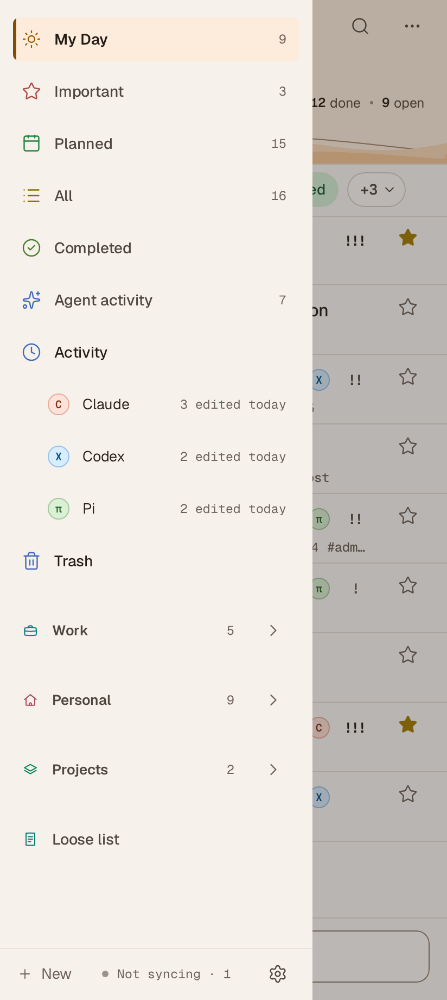 My Day 9
Important 3
12 done • 9 open
Planned 15
All 16
ed +3
Completed
!!!
Agent activity 7
on
Activity
X !!
C Claude 3 edited today
X Codex 2 edited today
ost
π Pi 2 edited today
π !!
4 #adm…
Trash
π !
Work 5
Personal 9
C !!!
Projects 2
X
Loose list
+ New • Not syncing · 1